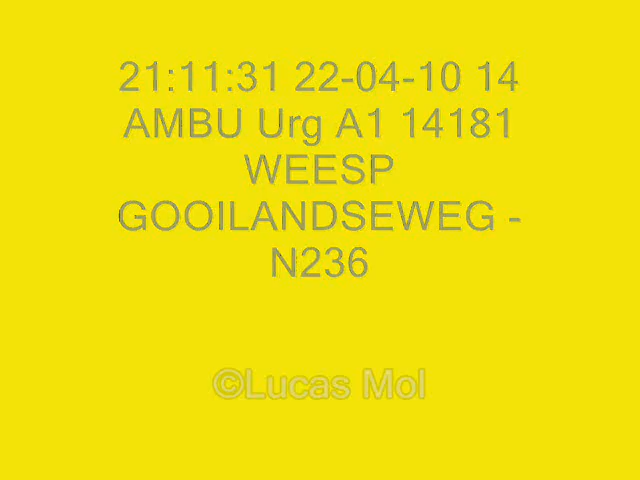 21:11:31 22-04-10 14
AMBU Urg A1 14181
WEESP
GOOILANDSEWEG -
N236
©Lucas Mol